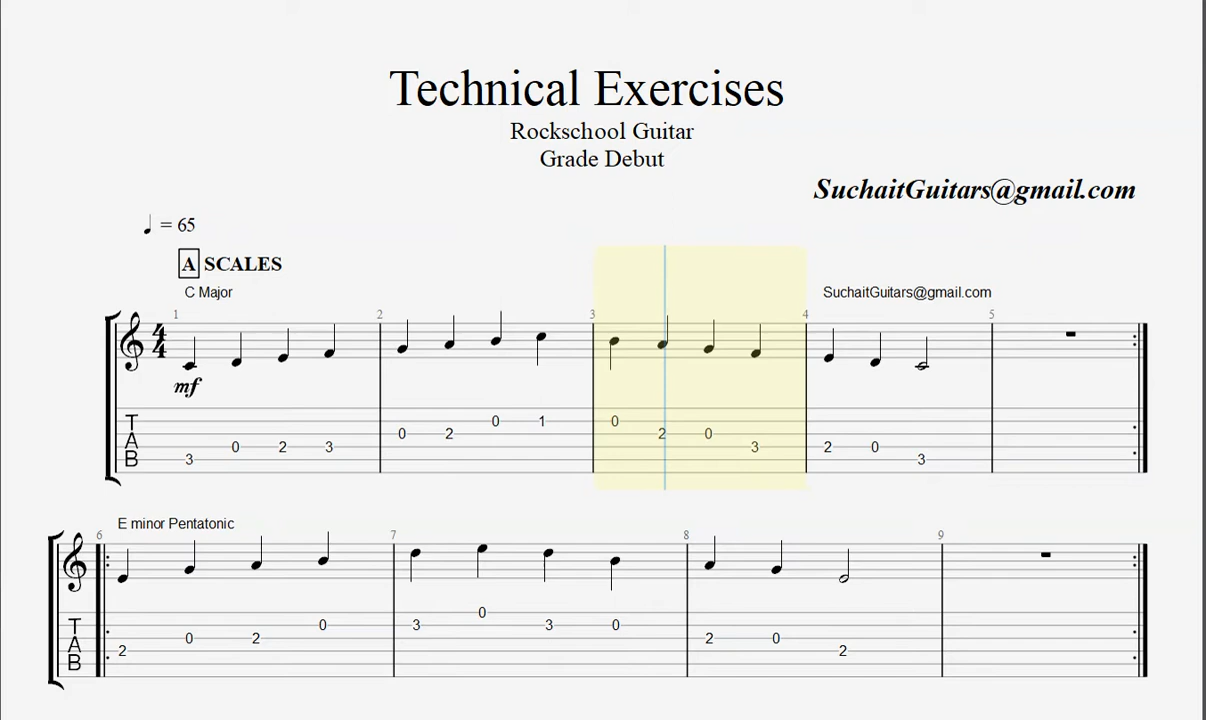 Technical Exercises
Rockschool Guitar
Grade Debut
SuchaitGuitars@gmail.com
= 65
A SCALES
C Major
SuchaitGuitars@gmail.com
1 2 3 4 5
4
4
mf
T
A
B
3 0 2 3 0 2 0 1 0 2 0 3 2 0 3
E minor Pentatonic
6 7 8 9
T
A
B
2 0 2 0 3 0 3 0 2 0 2